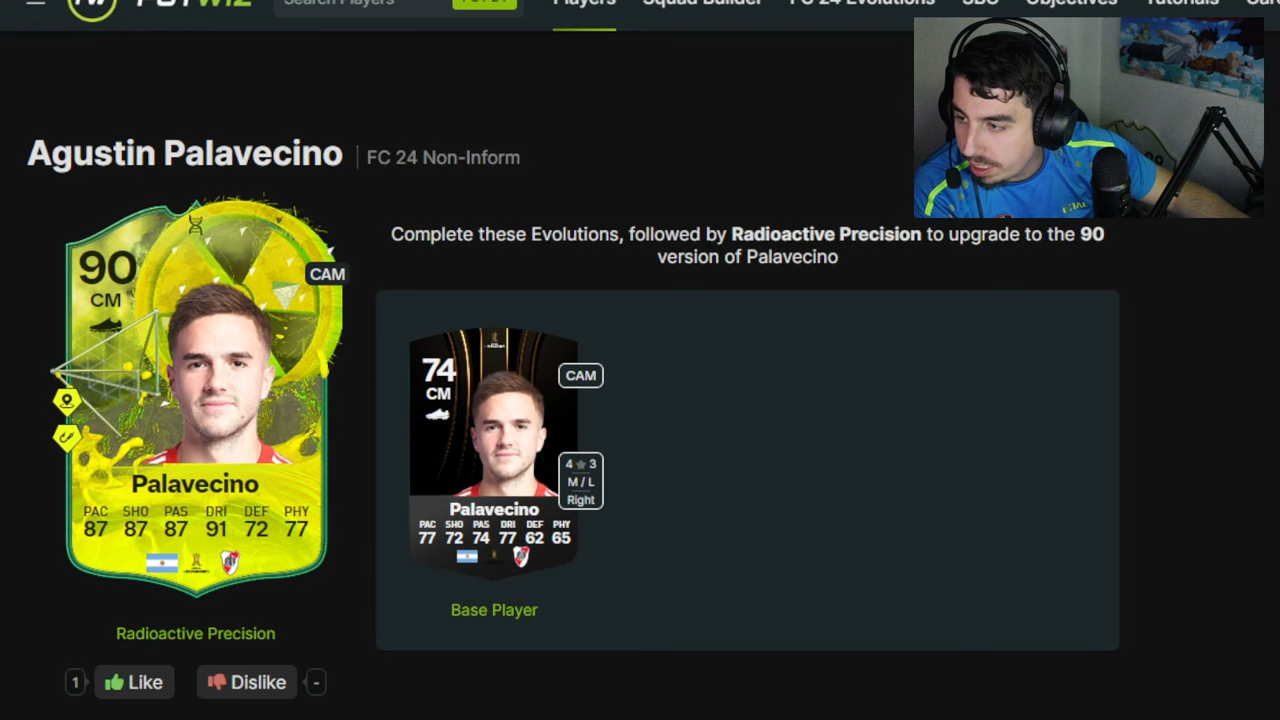 FUTWIZ
Search Players
Players
Squad Builder
FC 24 Evolutions
SBC
Objectives
Tutorials
Agustin Palavecino
FC 24 Non-Inform
90
CM
CAM
Palavecino
PAC SHO PAS DRI DEF PHY
87 87 87 91 72 77
Radioactive Precision
1
Like
Dislike
-
Complete these Evolutions, followed by Radioactive Precision to upgrade to the 90
version of Palavecino
74
CM
CAM
4 ★ 3
M / L
Right
Palavecino
PAC SHO PAS DRI DEF PHY
77 72 74 77 62 65
Base Player